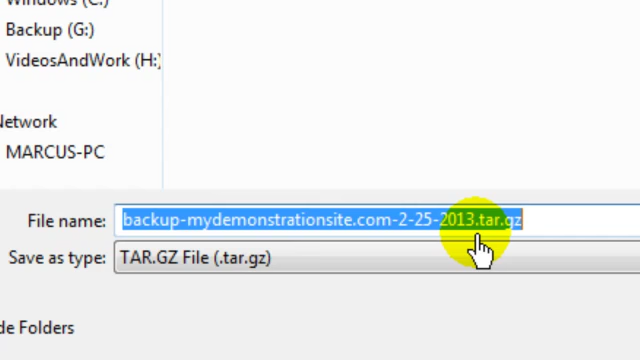 Windows (C:)
Backup (G:)
VideosAndWork (H:)
Network
MARCUS-PC
File name: backup-mydemonstrationsite.com-2-25-2013.tar.gz
Save as type: TAR.GZ File (.tar.gz)
de Folders